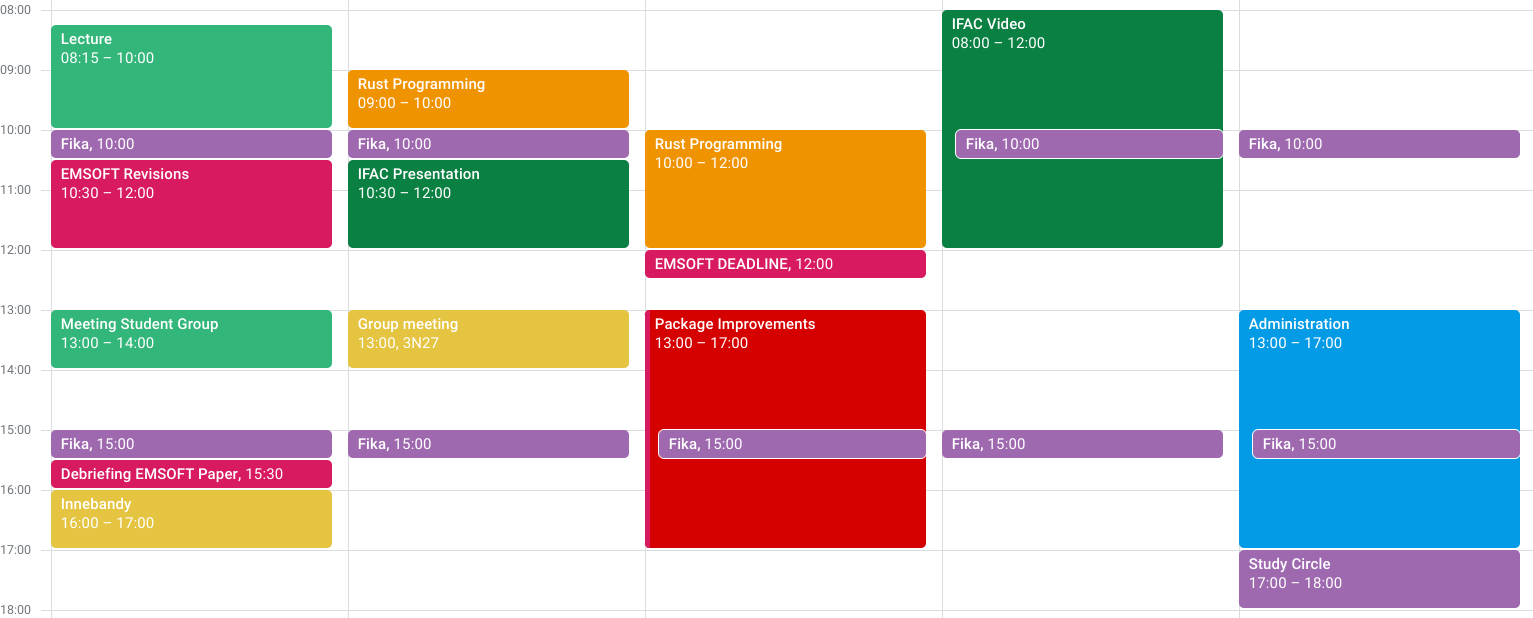 08:00
09:00
10:00
11:00
12:00
13:00
14:00
15:00
16:00
17:00
18:00
Lecture
08:15 – 10:00
Fika, 10:00
EMSOFT Revisions
10:30 – 12:00
Meeting Student Group
13:00 – 14:00
Fika, 15:00
Debriefing EMSOFT Paper, 15:30
Innebandy
16:00 – 17:00
Rust Programming
09:00 – 10:00
Fika, 10:00
IFAC Presentation
10:30 – 12:00
Group meeting
13:00, 3N27
Fika, 15:00
Rust Programming
10:00 – 12:00
EMSOFT DEADLINE, 12:00
Package Improvements
13:00 – 17:00
Fika, 15:00
IFAC Video
08:00 – 12:00
Fika, 10:00
Fika, 15:00
Fika, 10:00
Administration
13:00 – 17:00
Fika, 15:00
Study Circle
17:00 – 18:00